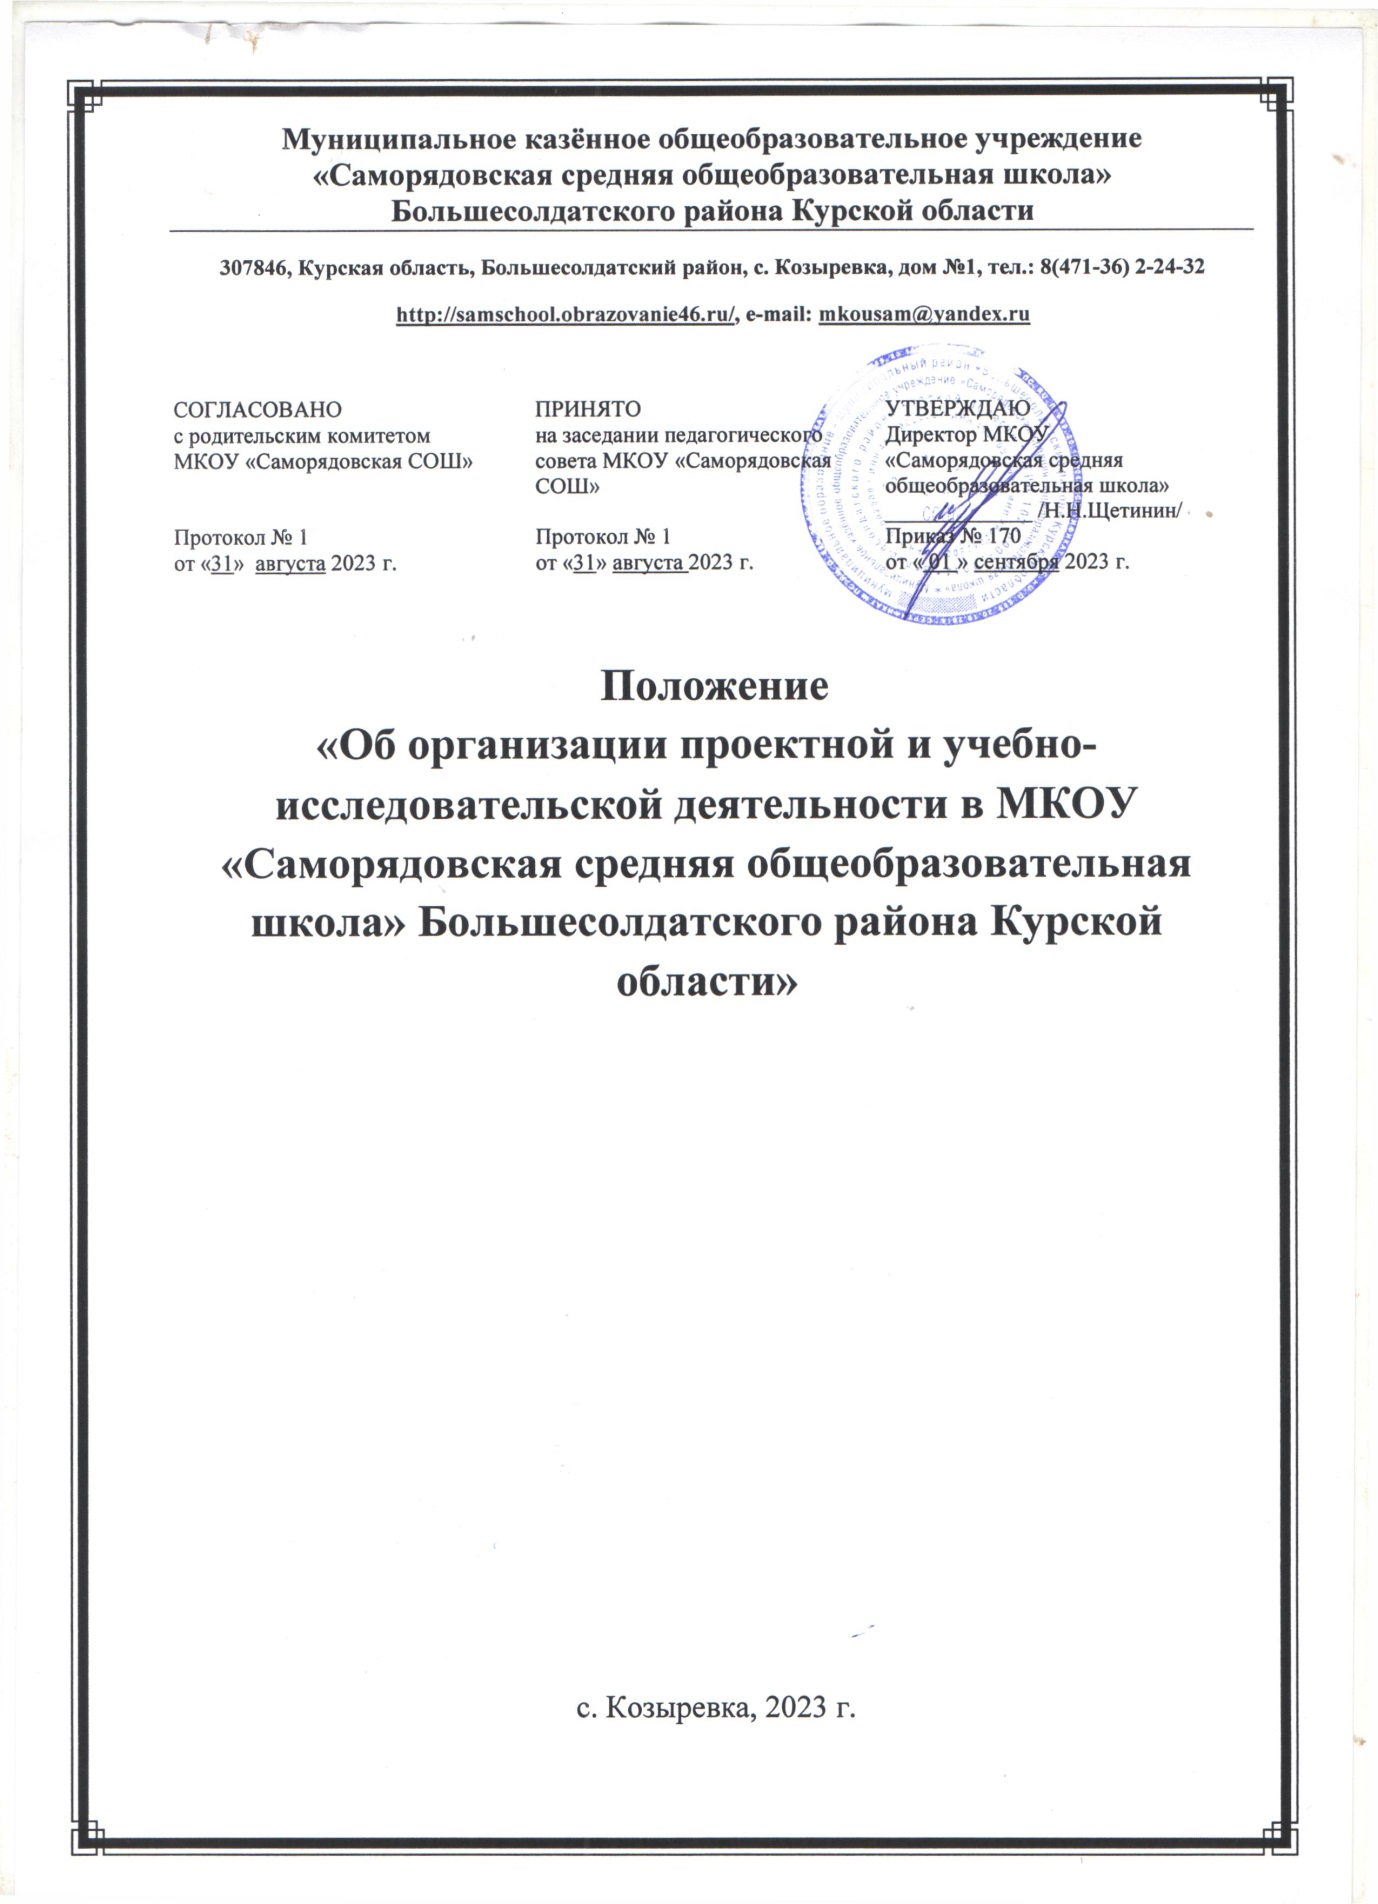 Муниципальное казённое общеобразовательное учреждение
«Саморядовская средняя общеобразовательная школа»
Большесолдатского района Курской области
307846, Курская область, Большесолдатский район, с. Козыревка, дом №1, тел.: 8(471-36) 2-24-32
http://samschool.obrazovanie46.ru/, e-mail: mkousam@yandex.ru
СОГЛАСОВАНО
с родительским комитетом
МКОУ «Саморядовская СОШ»
Протокол № 1
от «31» августа 2023 г.
ПРИНЯТО
на заседании педагогического
совета МКОУ «Саморядовская
СОШ»
Протокол № 1
от «31» августа 2023 г.
УТВЕРЖДАЮ
Директор МКОУ
«Саморядовская средняя
общеобразовательная школа»
_____________ /Н.Н.Щетинин/
Приказ № 170
от « 01 » сентября 2023 г.
Положение
«Об организации проектной и учебно-
исследовательской деятельности в МКОУ
«Саморядовская средняя общеобразовательная
школа» Большесолдатского района Курской
области»
с. Козыревка, 2023 г.